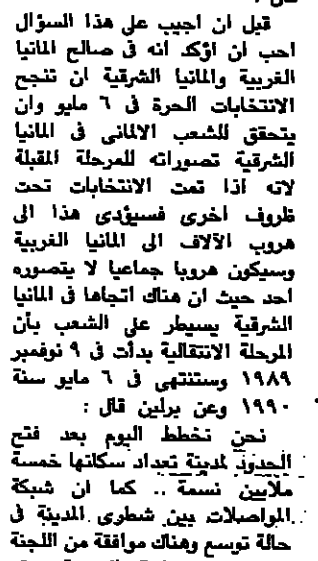 قبل ان اجيب على هذا السؤال
احب ان اؤكد انه فى صالح المانيا
الغربية والمانيا الشرقية ان تنجح
الانتخابات الحرة فى ٦ مايو وان
يتحقق للشعب الالمانى فى المانيا
الشرقية تصوراته للمرحلة المقبلة
لانه اذا تمت الانتخابات تحت
ظروف اخرى فسيؤدى هذا الى
هروب الآلاف الى المانيا الغربية
وسيكون هروبا جماعيا لا يتصوره
احد حيث ان هناك اتجاها فى المانيا
الشرقية يسيطر على الشعب بأن
المرحلة الانتقالية بدأت فى ٩ نوفمبر
١٩٨٩ وستنتهى فى ٦ مايو سنة
١٩٩٠ وعن برلين قال :
نحن نخطط اليوم بعد فتح
الحدود لمدينة تعداد سكانها خمسة
ملايين نسمة .. كما ان شبكة
المواصلات بين شطرى المدينة فى
حالة توسع وهناك موافقة من اللجنة